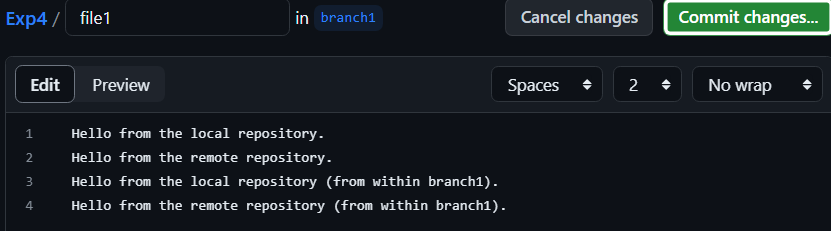 Exp4 / file1 in branch1 Cancel changes Commit changes...
Edit Preview Spaces 2 No wrap
1 Hello from the local repository.
2 Hello from the remote repository.
3 Hello from the local repository (from within branch1).
4 Hello from the remote repository (from within branch1).